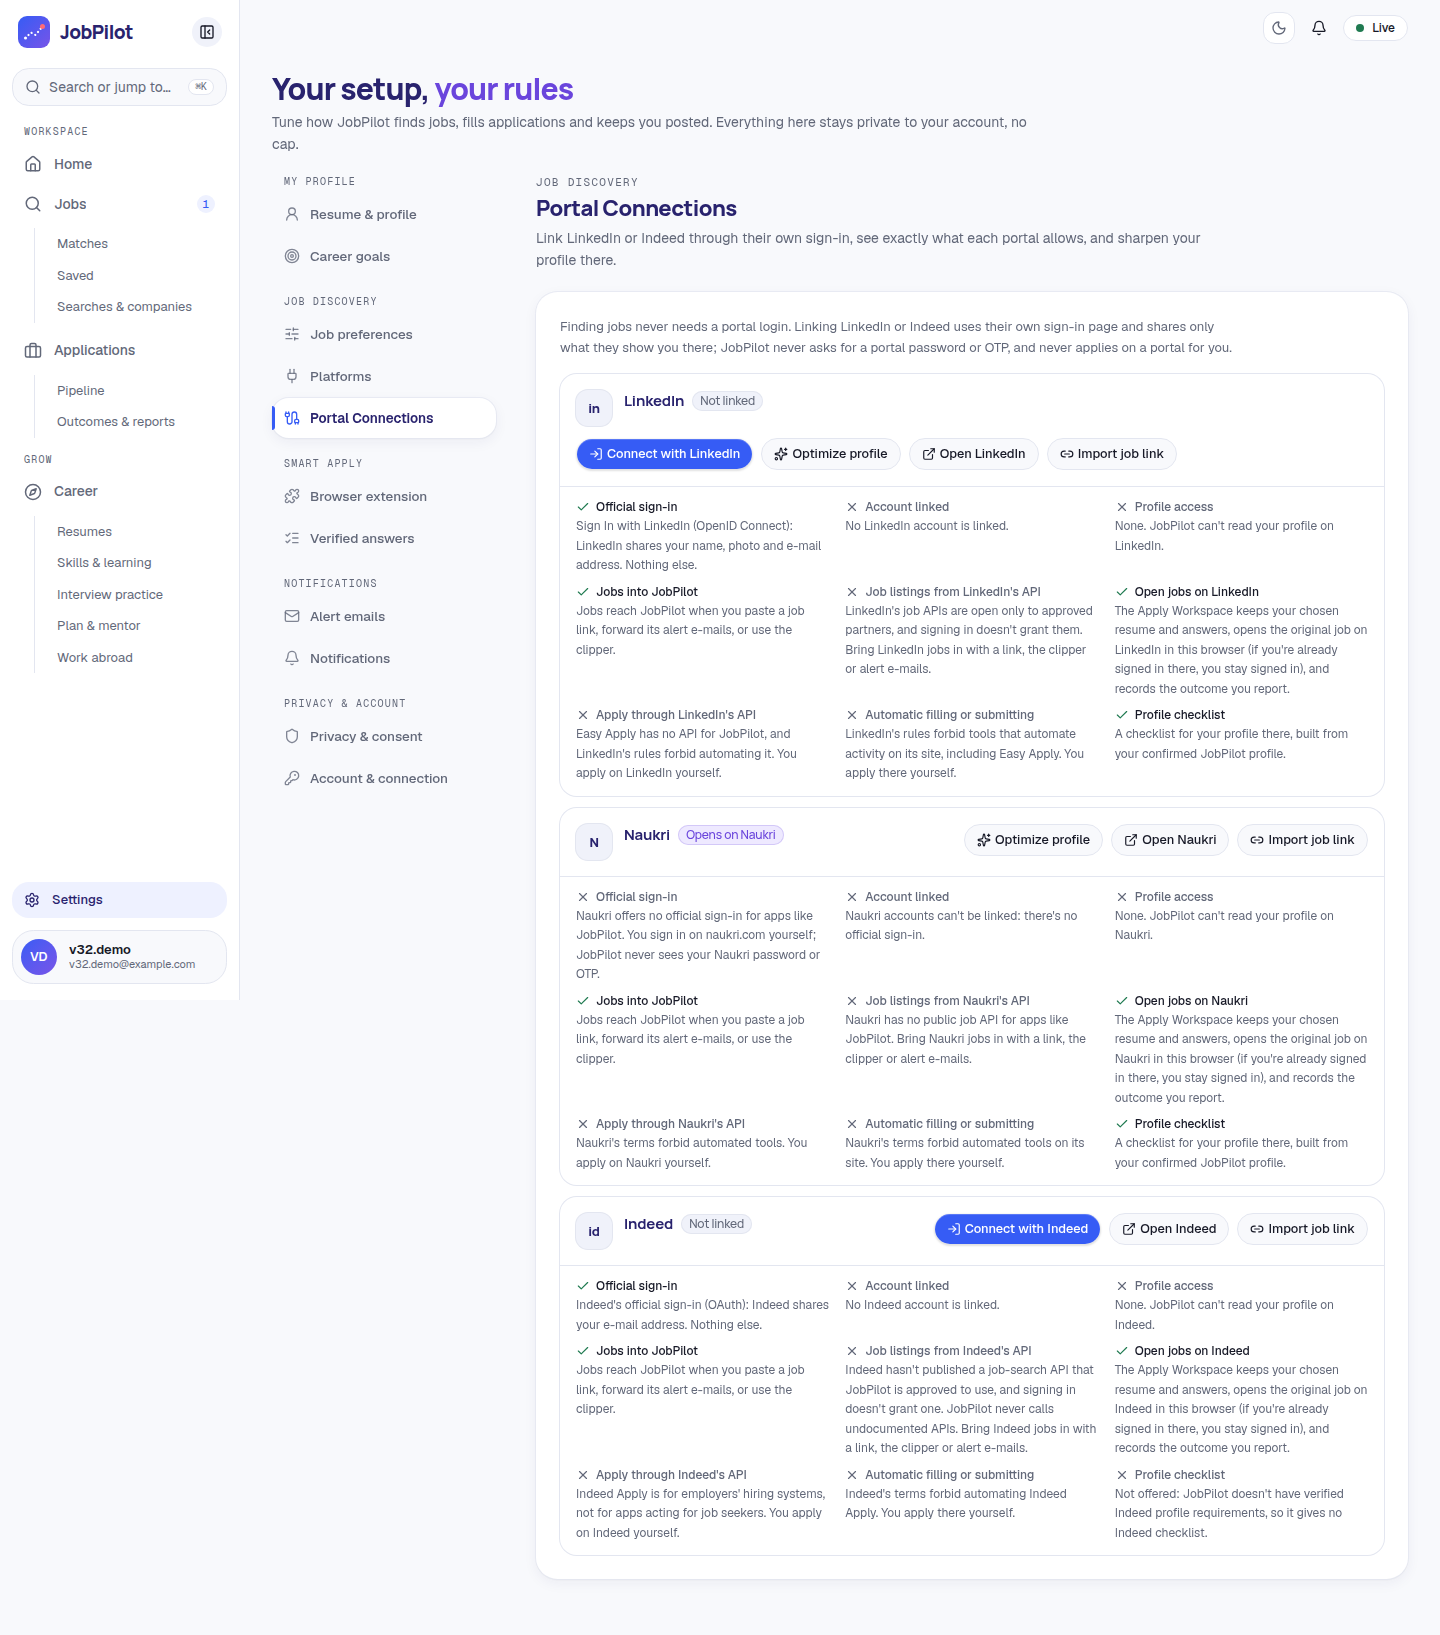 JobPilot
Search or jump to...
⌘K
WORKSPACE
Home
Jobs
1
Matches
Saved
Searches & companies
Applications
Pipeline
Outcomes & reports
GROW
Career
Resumes
Skills & learning
Interview practice
Plan & mentor
Work abroad
Settings
VD
v32.demo
v32.demo@example.com
Live
Your setup, your rules
Tune how JobPilot finds jobs, fills applications and keeps you posted. Everything here stays private to your account, no
cap.
MY PROFILE
Resume & profile
Career goals
JOB DISCOVERY
Job preferences
Platforms
Portal Connections
SMART APPLY
Browser extension
Verified answers
NOTIFICATIONS
Alert emails
Notifications
PRIVACY & ACCOUNT
Privacy & consent
Account & connection
JOB DISCOVERY
Portal Connections
Link LinkedIn or Indeed through their own sign-in, see exactly what each portal allows, and sharpen your
profile there.
Finding jobs never needs a portal login. Linking LinkedIn or Indeed uses their own sign-in page and shares only
what they show you there; JobPilot never asks for a portal password or OTP, and never applies on a portal for you.
in
LinkedIn
Not linked
Connect with LinkedIn
Optimize profile
Open LinkedIn
Import job link
Official sign-in
Sign In with LinkedIn (OpenID Connect):
LinkedIn shares your name, photo and e-mail
address. Nothing else.
Account linked
No LinkedIn account is linked.
Profile access
None. JobPilot can't read your profile on
LinkedIn.
Jobs into JobPilot
Jobs reach JobPilot when you paste a job
link, forward its alert e-mails, or use the
clipper.
Job listings from LinkedIn's API
LinkedIn's job APIs are open only to approved
partners, and signing in doesn't grant them.
Bring LinkedIn jobs in with a link, the clipper
or alert e-mails.
Open jobs on LinkedIn
The Apply Workspace keeps your chosen
resume and answers, opens the original job on
LinkedIn in this browser (if you're already
signed in there, you stay signed in), and
records the outcome you report.
Apply through LinkedIn's API
Easy Apply has no API for JobPilot, and
LinkedIn's rules forbid automating it. You
apply on LinkedIn yourself.
Automatic filling or submitting
LinkedIn's rules forbid tools that automate
activity on its site, including Easy Apply. You
apply there yourself.
Profile checklist
A checklist for your profile there, built from
your confirmed JobPilot profile.
N
Naukri
Opens on Naukri
Optimize profile
Open Naukri
Import job link
Official sign-in
Naukri offers no official sign-in for apps like
JobPilot. You sign in on naukri.com yourself;
JobPilot never sees your Naukri password or
OTP.
Account linked
Naukri accounts can't be linked: there's no
official sign-in.
Profile access
None. JobPilot can't read your profile on
Naukri.
Jobs into JobPilot
Jobs reach JobPilot when you paste a job
link, forward its alert e-mails, or use the
clipper.
Job listings from Naukri's API
Naukri has no public job API for apps like
JobPilot. Bring Naukri jobs in with a link, the
clipper or alert e-mails.
Open jobs on Naukri
The Apply Workspace keeps your chosen
resume and answers, opens the original job on
Naukri in this browser (if you're already signed
in there, you stay signed in), and records the
outcome you report.
Apply through Naukri's API
Naukri's terms forbid automated tools. You
apply on Naukri yourself.
Automatic filling or submitting
Naukri's terms forbid automated tools on its
site. You apply there yourself.
Profile checklist
A checklist for your profile there, built from
your confirmed JobPilot profile.
id
Indeed
Not linked
Connect with Indeed
Open Indeed
Import job link
Official sign-in
Indeed's official sign-in (OAuth): Indeed shares
your e-mail address. Nothing else.
Account linked
No Indeed account is linked.
Profile access
None. JobPilot can't read your profile on
Indeed.
Jobs into JobPilot
Jobs reach JobPilot when you paste a job
link, forward its alert e-mails, or use the
clipper.
Job listings from Indeed's API
Indeed hasn't published a job-search API that
JobPilot is approved to use, and signing in
doesn't grant one. JobPilot never calls
undocumented APIs. Bring Indeed jobs in with
a link, the clipper or alert e-mails.
Open jobs on Indeed
The Apply Workspace keeps your chosen
resume and answers, opens the original job on
Indeed in this browser (if you're already
signed in there, you stay signed in), and
records the outcome you report.
Apply through Indeed's API
Indeed Apply is for employers' hiring systems,
not for apps acting for job seekers. You apply
on Indeed yourself.
Automatic filling or submitting
Indeed's terms forbid automating Indeed
Apply. You apply there yourself.
Profile checklist
Not offered: JobPilot doesn't have verified
Indeed profile requirements, so it gives no
Indeed checklist.